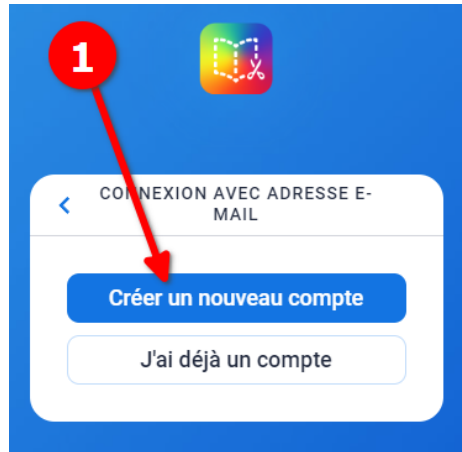 1
CONNEXION AVEC ADRESSE E-
MAIL
Créer un nouveau compte
J'ai déjà un compte